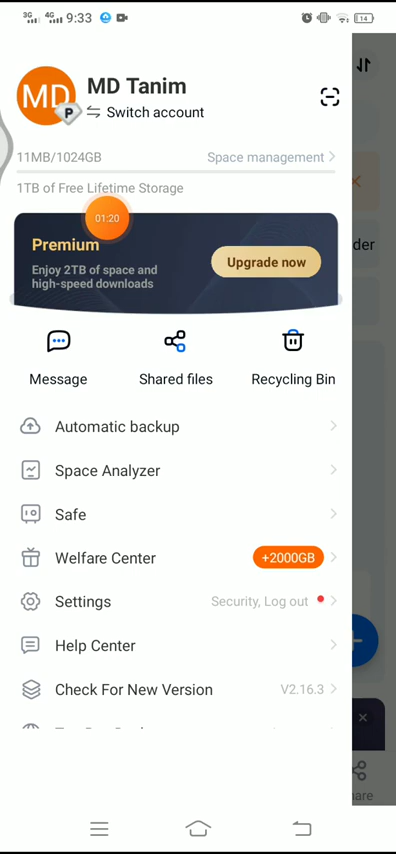 3G 4G 9:33 14
MD
MD Tanim
P
Switch account
11MB/1024GB
Space management
1TB of Free Lifetime Storage
01:20
Premium
Enjoy 2TB of space and
high-speed downloads
Upgrade now
der
Message
Shared files
Recycling Bin
Automatic backup
Space Analyzer
Safe
Welfare Center
+2000GB
Settings
Security, Log out
Help Center
Check For New Version
V2.16.3
are